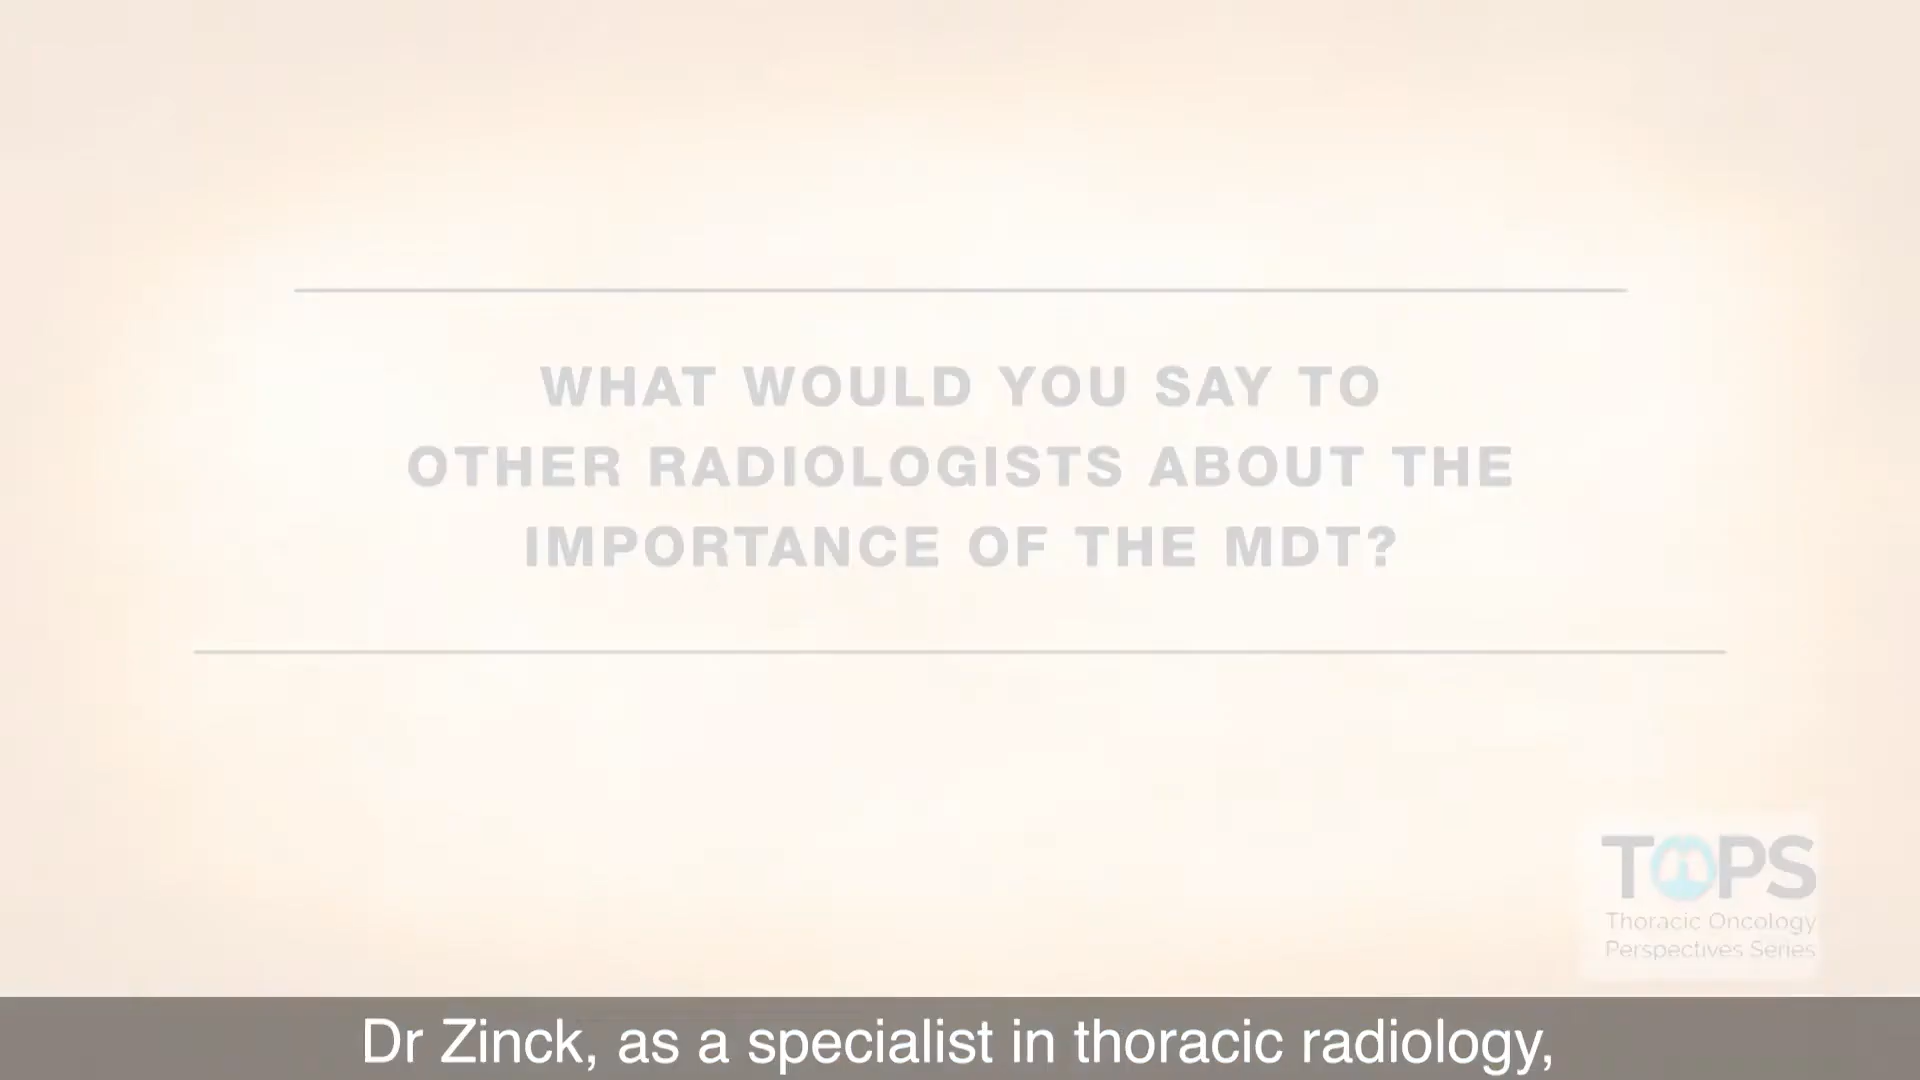 WHAT WOULD YOU SAY TO
OTHER RADIOLOGISTS ABOUT THE
IMPORTANCE OF THE MDT?
TOPS
Thoracic Oncology
Perspectives Series
Dr Zinck, as a specialist in thoracic radiology,